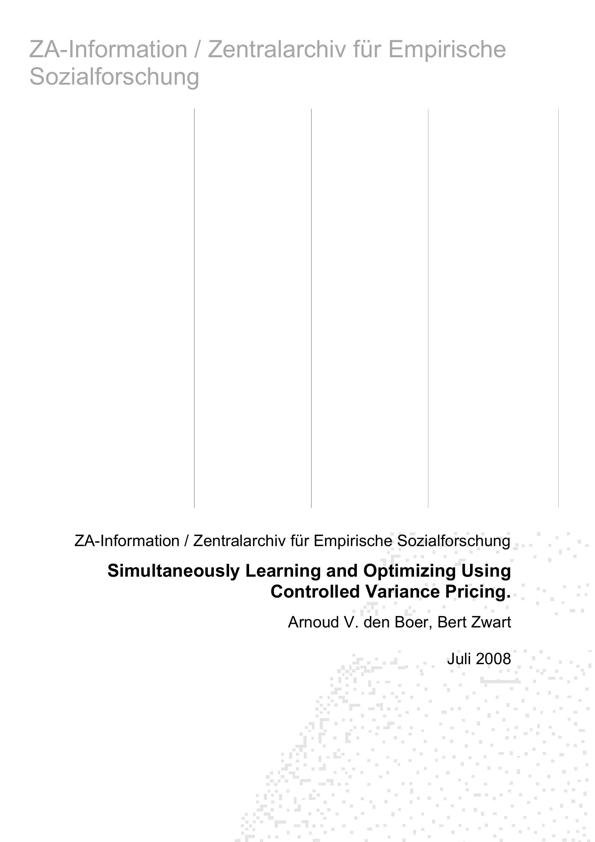 ZA-Information / Zentralarchiv für Empirische
Sozialforschung
ZA-Information / Zentralarchiv für Empirische Sozialforschung
Simultaneously Learning and Optimizing Using
Controlled Variance Pricing.
Arnoud V. den Boer, Bert Zwart
Juli 2008